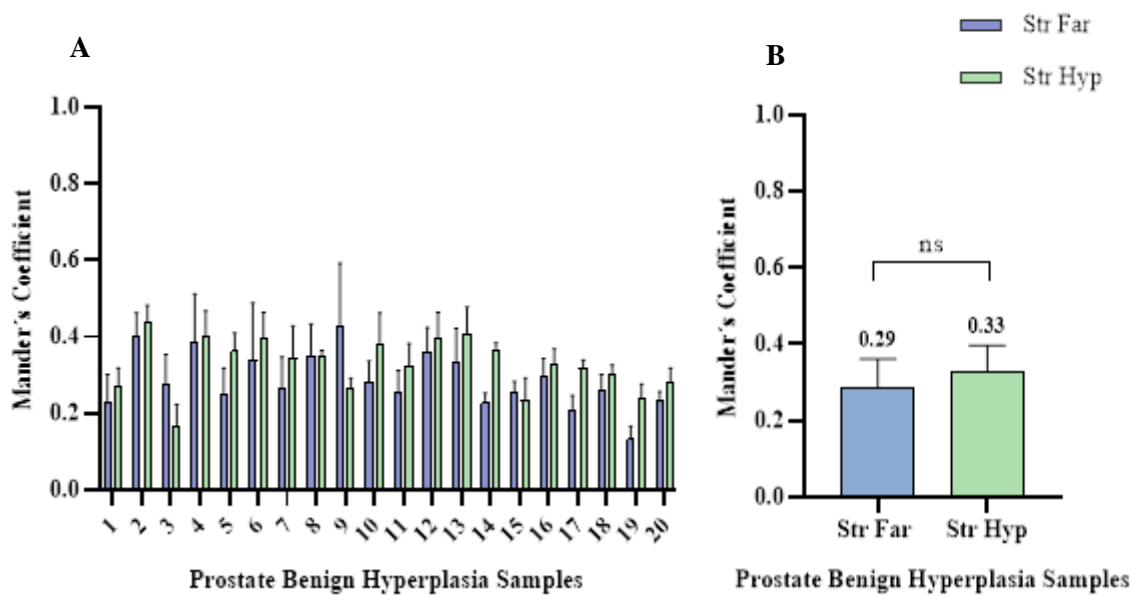 A
Mander´s Coefficient
1.0
0.8
0.6
0.4
0.2
0.0
1 2 3 4 5 6 7 8 9 10 11 12 13 14 15 16 17 18 19 20
Prostate Benign Hyperplasia Samples
Str Far
Str Hyp
B
Mander´s Coefficient
1.0
0.8
0.6
0.4
0.2
0.0
ns
0.29
0.33
Str Far Str Hyp
Prostate Benign Hyperplasia Samples